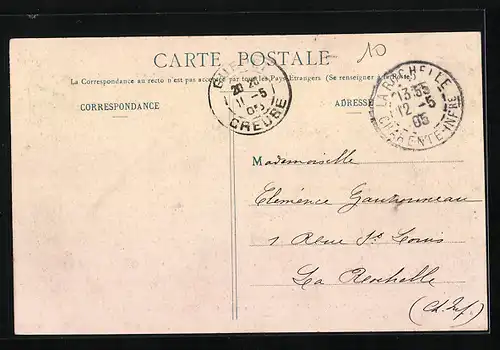 10
CARTE POSTALE
La Correspondance au recto n'est pas acceptée par tous les Pays Etrangers (Se renseigner à la Poste)
CORRESPONDANCE
ADRESSE
20 20
11 -5
05
CREUSE
LA ROCHELLE
12 -5
05
CHARENTE-INFRE
Mademoiselle
Clémence
1 Rue St Louis
La Rochelle
(Ch. Inf.)